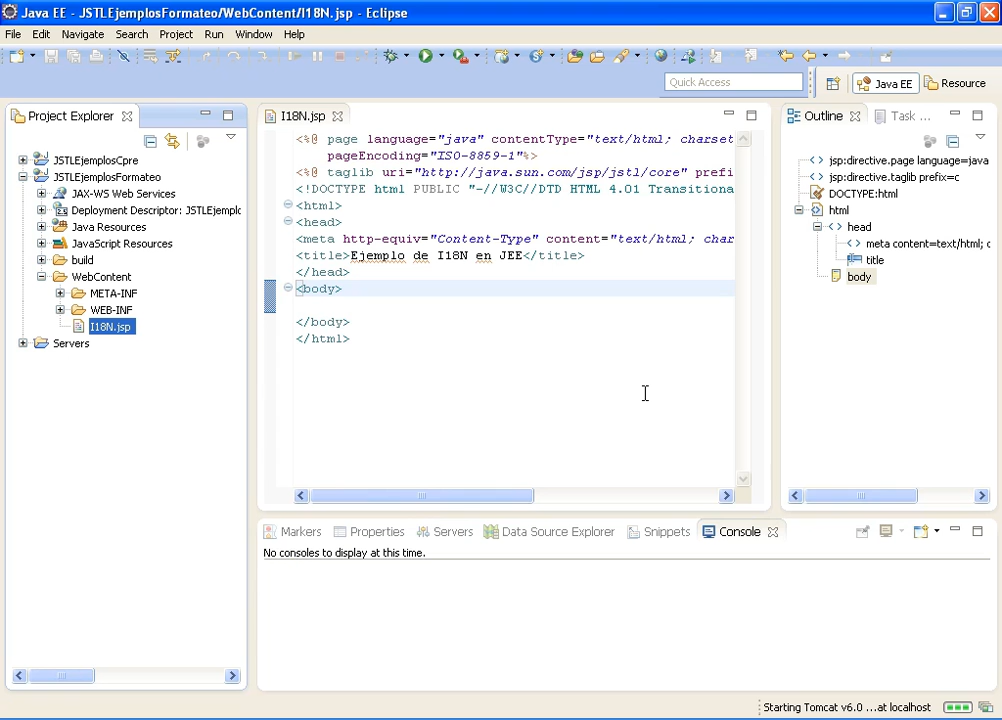 Java EE - JSTLEjemplosFormateo/WebContent/I18N.jsp - Eclipse
File Edit Navigate Search Project Run Window Help
Quick Access
Java EE
Resource
Project Explorer
JSTLEjemplosCpre
JSTLEjemplosFormateo
JAX-WS Web Services
Deployment Descriptor: JSTLEjemplo
Java Resources
JavaScript Resources
build
WebContent
META-INF
WEB-INF
I18N.jsp
Servers
I18N.jsp
<%@ page language="java" contentType="text/html; charset
pageEncoding="ISO-8859-1"%>
<%@ taglib uri="http://java.sun.com/jsp/jstl/core" prefi
<!DOCTYPE html PUBLIC "-//W3C//DTD HTML 4.01 Transitiona
<html>
<head>
<meta http-equiv="Content-Type" content="text/html; char
<title>Ejemplo de I18N en JEE</title>
</head>
<body>
</body>
</html>
Outline
Task ...
jsp:directive.page language=java
jsp:directive.taglib prefix=c
DOCTYPE:html
html
head
meta content=text/html; c
title
body
Markers Properties Servers Data Source Explorer Snippets Console
No consoles to display at this time.
Starting Tomcat v6.0 ...at localhost